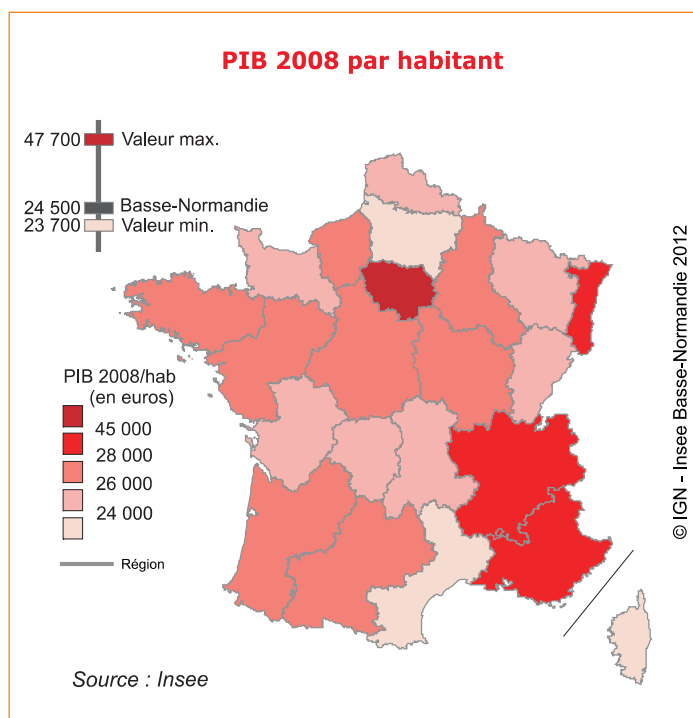 PIB 2008 par habitant
47 700 Valeur max.
24 500 Basse-Normandie
23 700 Valeur min.
PIB 2008/hab
(en euros)
45 000
28 000
26 000
24 000
Région
Source : Insee
© IGN - Insee Basse-Normandie 2012